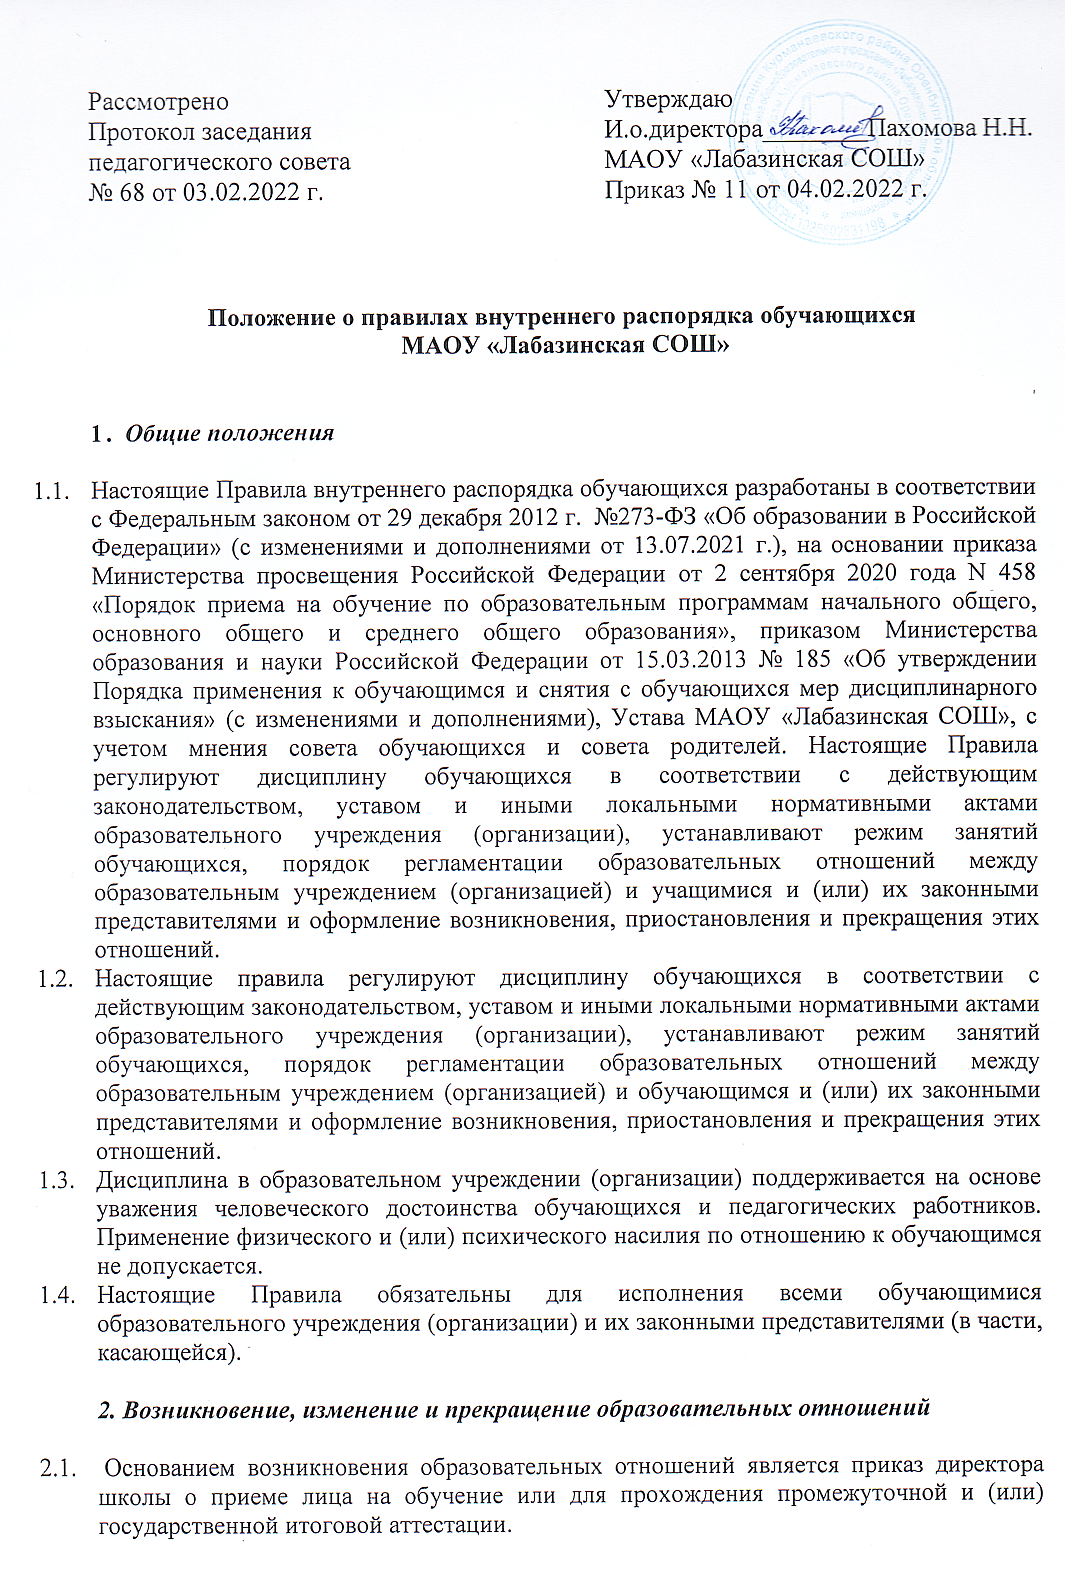 Рассмотрено
Протокол заседания
педагогического совета
№ 68 от 03.02.2022 г.
Утверждаю
И.о.директора Пахомова Н.Н.
МАОУ «Лабазинская СОШ»
Приказ № 11 от 04.02.2022 г.
Положение о правилах внутреннего распорядка обучающихся
МАОУ «Лабазинская СОШ»
1. Общие положения
1.1. Настоящие Правила внутреннего распорядка обучающихся разработаны в соответствии
с Федеральным законом от 29 декабря 2012 г. №273-ФЗ «Об образовании в Российской
Федерации» (с изменениями и дополнениями от 13.07.2021 г.), на основании приказа
Министерства просвещения Российской Федерации от 2 сентября 2020 года N 458
«Порядок приема на обучение по образовательным программам начального общего,
основного общего и среднего общего образования», приказом Министерства
образования и науки Российской Федерации от 15.03.2013 № 185 «Об утверждении
Порядка применения к обучающимся и снятия с обучающихся мер дисциплинарного
взыскания» (с изменениями и дополнениями), Устава МАОУ «Лабазинская СОШ», с
учетом мнения совета обучающихся и совета родителей. Настоящие Правила
регулируют дисциплину обучающихся в соответствии с действующим
законодательством, уставом и иными локальными нормативными актами
образовательного учреждения (организации), устанавливают режим занятий
обучающихся, порядок регламентации образовательных отношений между
образовательным учреждением (организацией) и учащимися и (или) их законными
представителями и оформление возникновения, приостановления и прекращения этих
отношений.
1.2. Настоящие правила регулируют дисциплину обучающихся в соответствии с
действующим законодательством, уставом и иными локальными нормативными актами
образовательного учреждения (организации), устанавливают режим занятий
обучающихся, порядок регламентации образовательных отношений между
образовательным учреждением (организацией) и обучающимся и (или) их законными
представителями и оформление возникновения, приостановления и прекращения этих
отношений.
1.3. Дисциплина в образовательном учреждении (организации) поддерживается на основе
уважения человеческого достоинства обучающихся и педагогических работников.
Применение физического и (или) психического насилия по отношению к обучающимся
не допускается.
1.4. Настоящие Правила обязательны для исполнения всеми обучающимися
образовательного учреждения (организации) и их законными представителями (в части,
касающейся).
2. Возникновение, изменение и прекращение образовательных отношений
2.1. Основанием возникновения образовательных отношений является приказ директора
школы о приеме лица на обучение или для прохождения промежуточной и (или)
государственной итоговой аттестации.